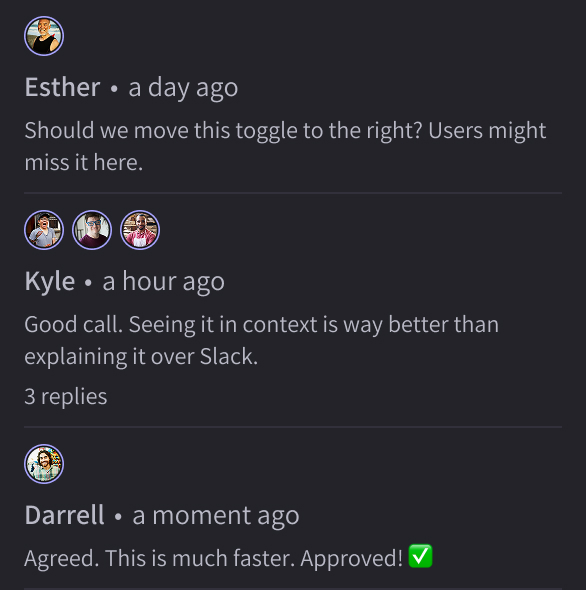 Esther • a day ago
Should we move this toggle to the right? Users might
miss it here.
Kyle • a hour ago
Good call. Seeing it in context is way better than
explaining it over Slack.
3 replies
Darrell • a moment ago
Agreed. This is much faster. Approved! ✅